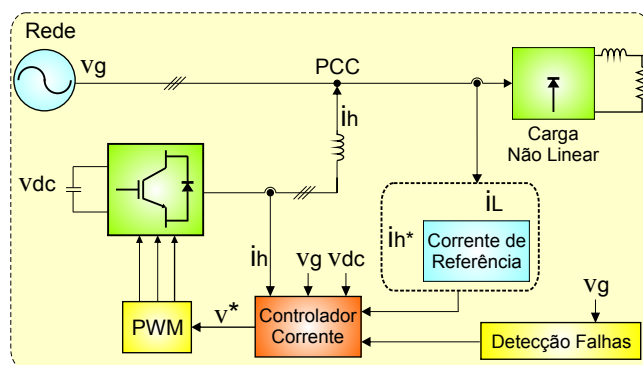 Rede
vg
PCC
ih
Carga
Não Linear
vdc
iL
ih*
Corrente de
Referência
ih
vg
vdc
vg
v*
PWM
Controlador
Corrente
Detecção Falhas